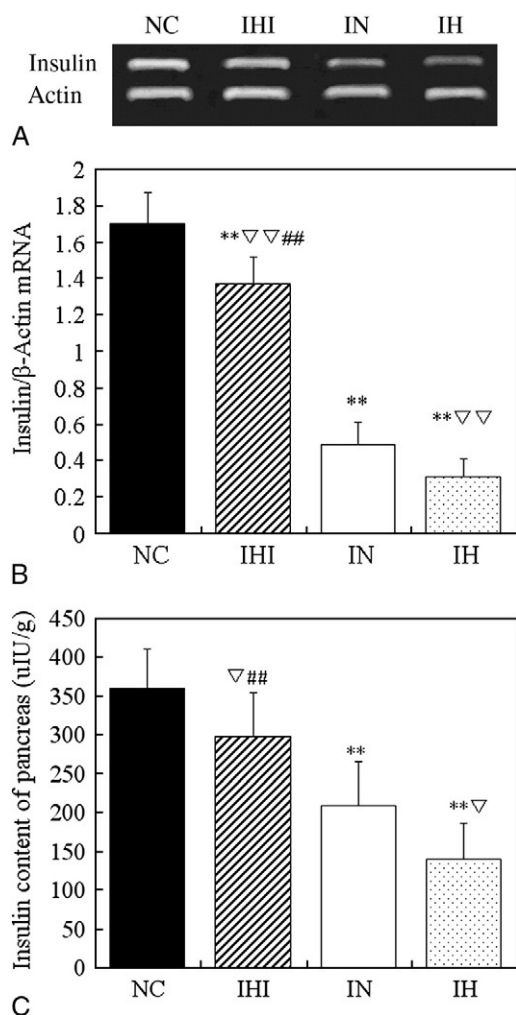 NC IHI IN IH
Insulin
Actin
A
2
1.8
1.6
1.4
1.2
1
0.8
0.6
0.4
0.2
0
Insulin/β-Actin mRNA
**▽▽##
**
**▽▽
NC IHI IN IH
B
450
400
350
300
250
200
150
100
50
0
Insulin content of pancreas (uIU/g)
▽##
**
**▽
NC IHI IN IH
C